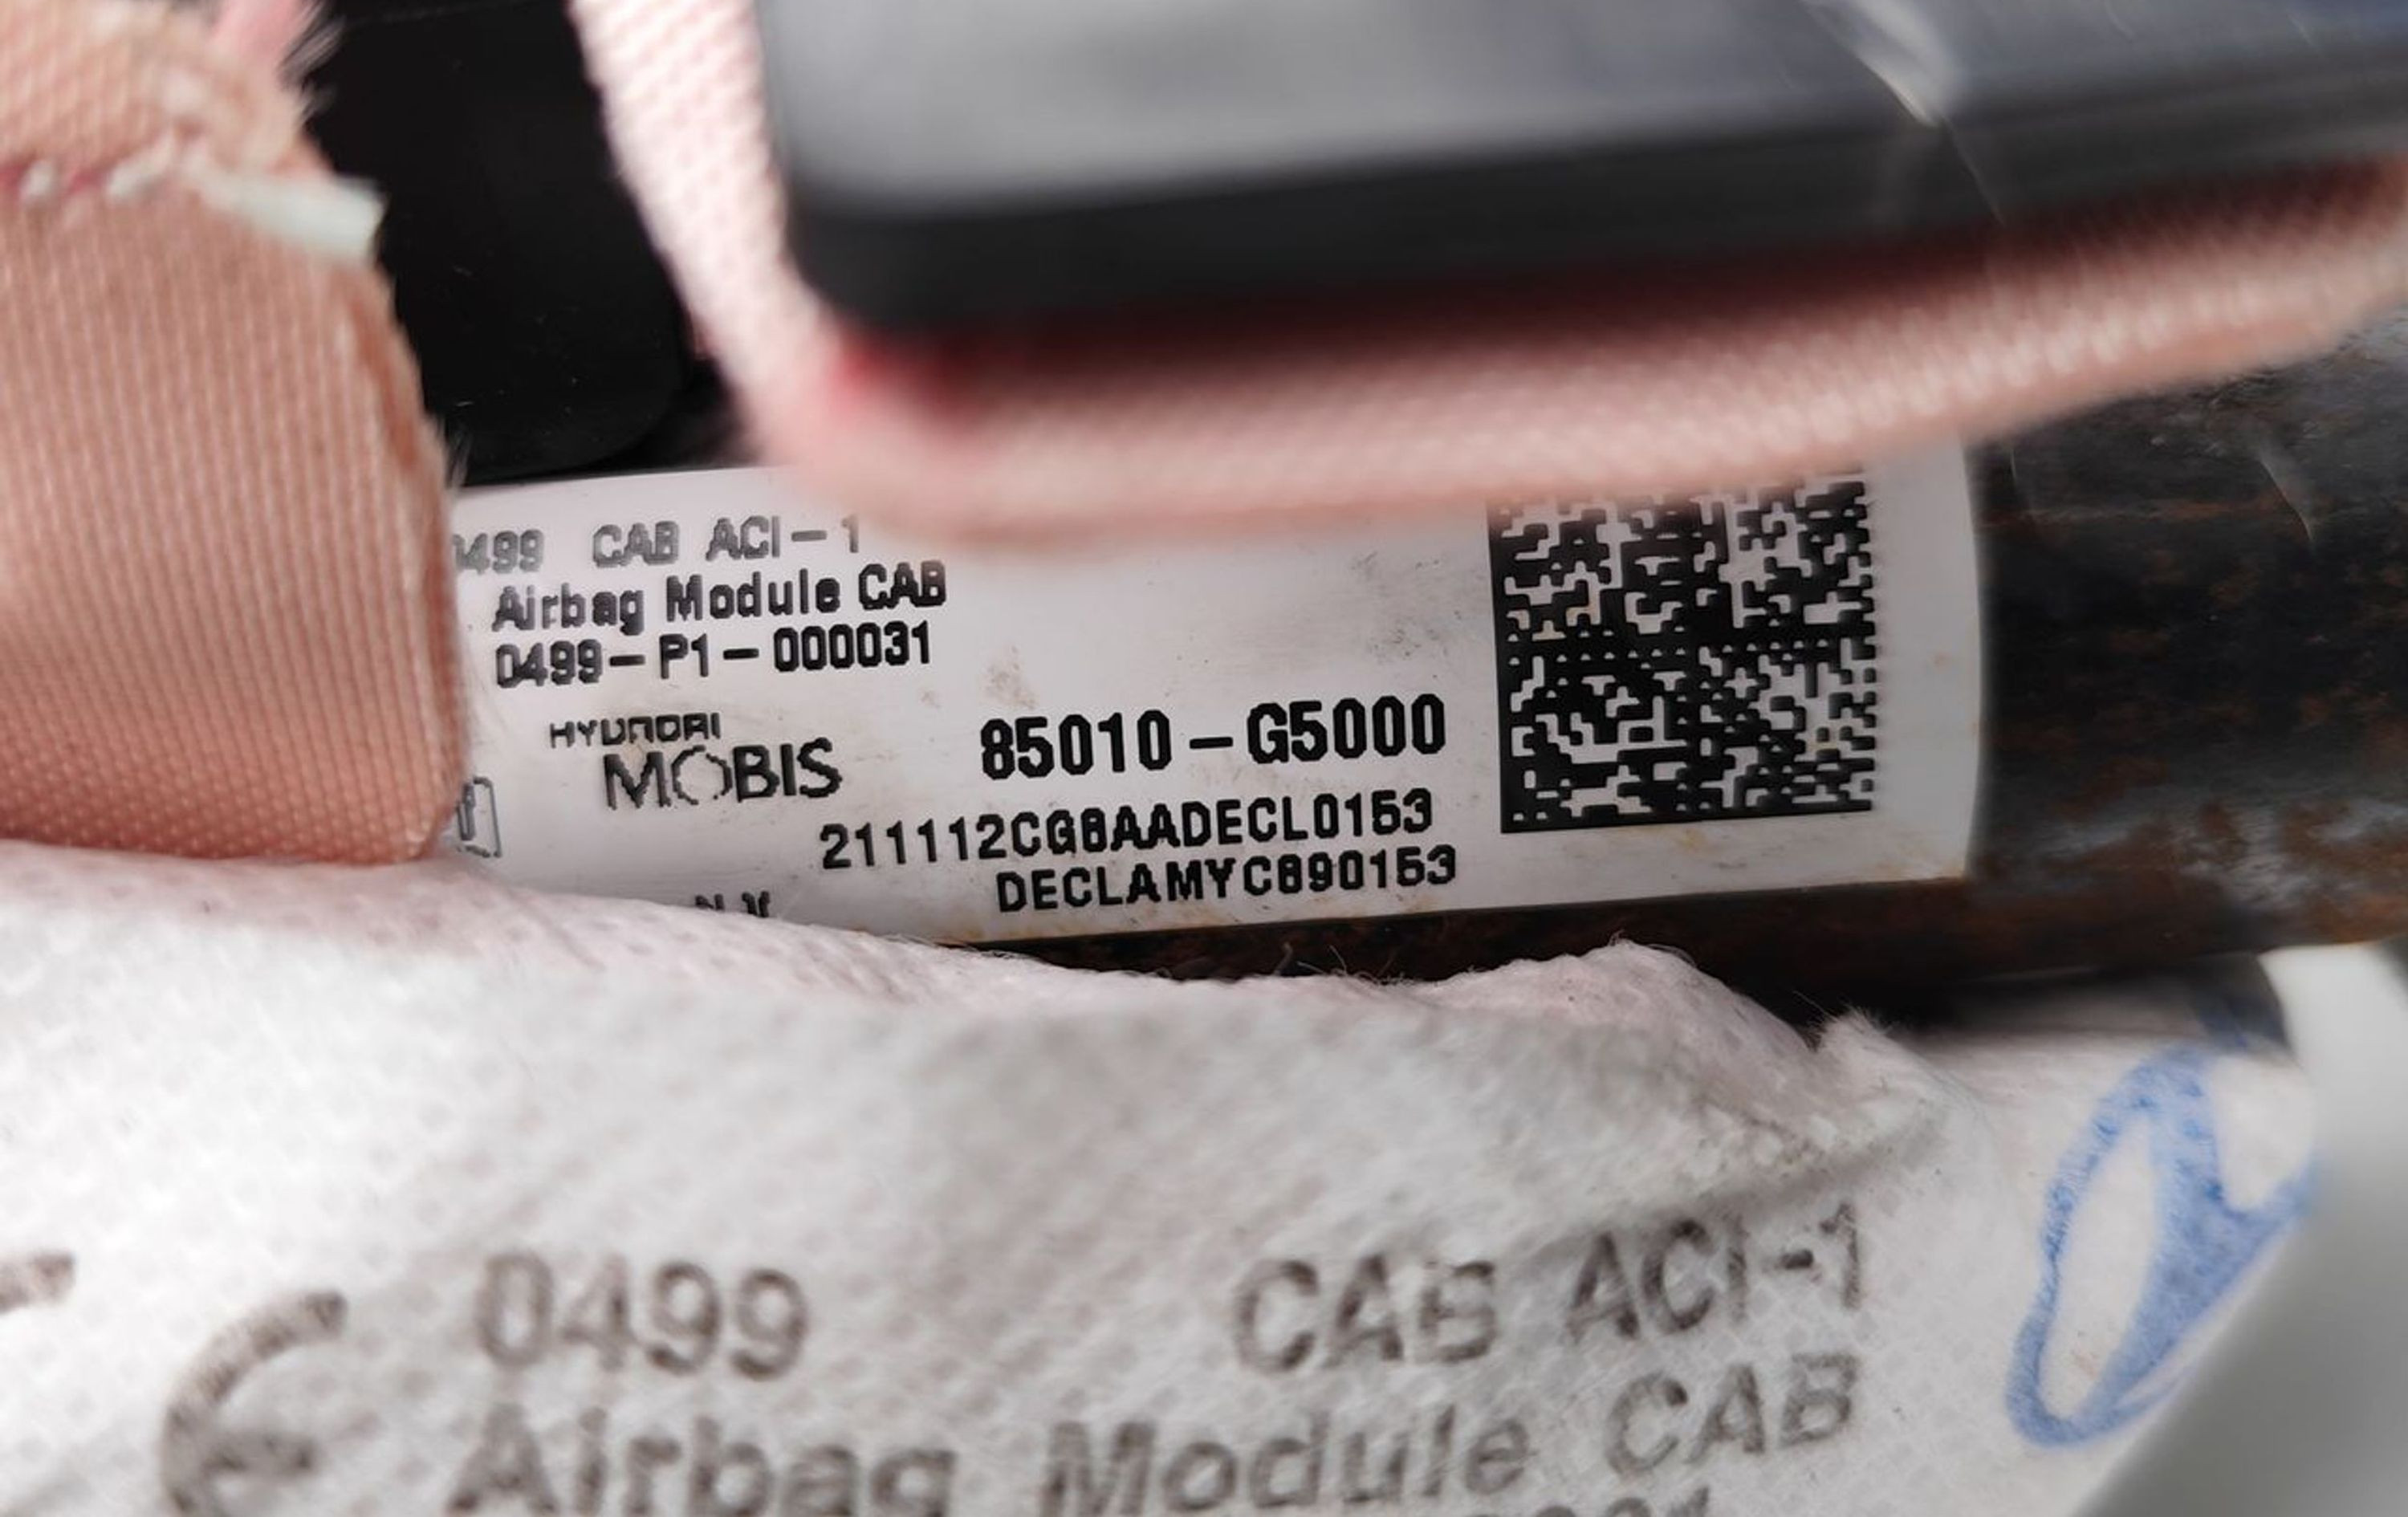 0499 CAB ACI-1
Airbag Module CAB
0499-P1-000031
HYUNDAI
MOBIS
85010-G5000
211112CG8AADECL0153
DECLAMYC890153
0499 CAB ACI-1
Airbag Module CAB